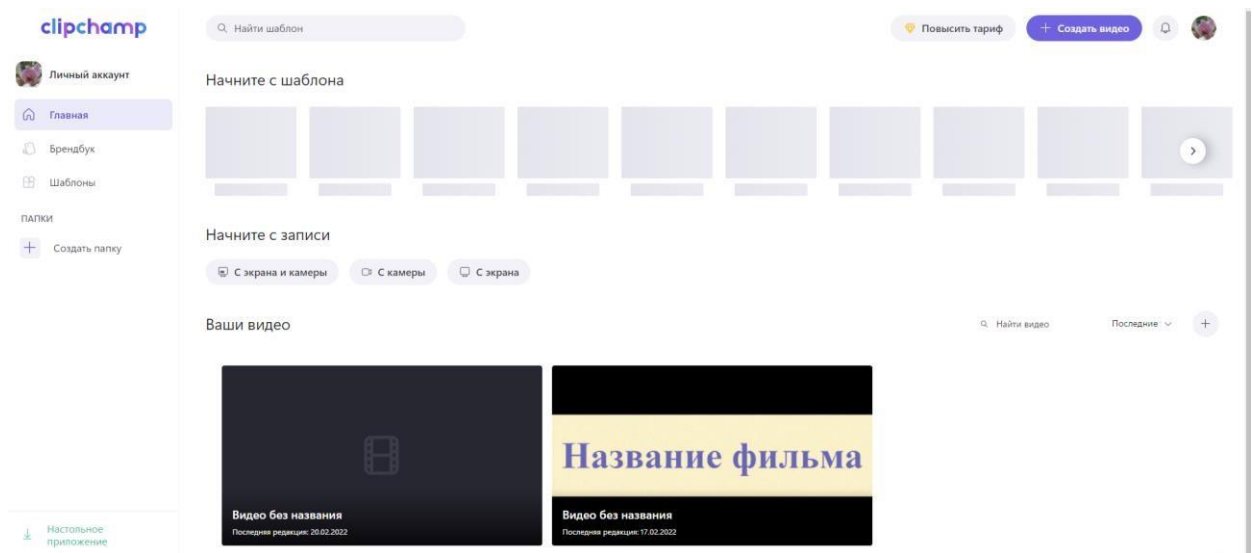 clipchamp
Найти шаблон
Повысить тариф
Создать видео
Личный аккаунт
Главная
Брендбук
Шаблоны
ПАПКИ
Создать папку
Начните с шаблона
Начните с записи
С экрана и камеры
С камеры
С экрана
Ваши видео
Найти видео
Последние
Видео без названия
Последняя редакция: 20.02.2022
Название фильма
Видео без названия
Последняя редакция: 17.02.2022
Настольное
приложение